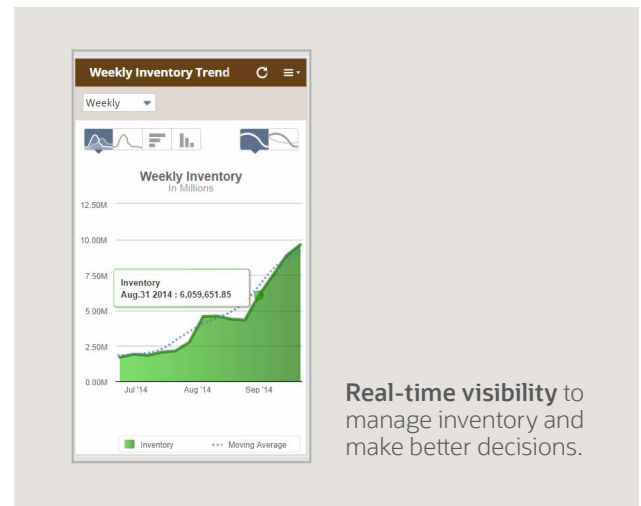 Weekly Inventory Trend
Weekly
Weekly Inventory
In Millions
12.50M
10.00M
7.50M
Inventory
Aug.31 2014 : 6,059,651.85
5.00M
2.50M
0.00M
Jul '14 Aug '14 Sep '14
Inventory Moving Average
Real-time visibility to
manage inventory and
make better decisions.